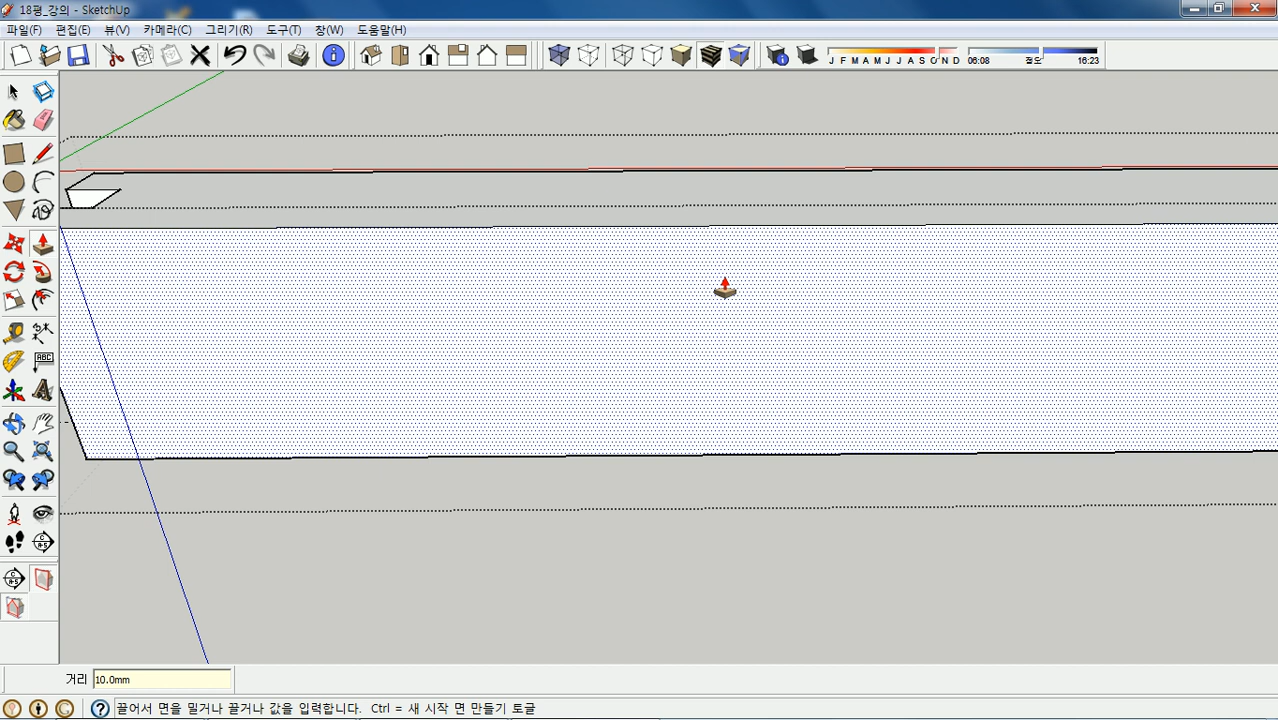 18평_강의 - SketchUp
파일(F) 편집(E) 뷰(V) 카메라(C) 그리기(R) 도구(T) 창(W) 도움말(H)
J F M A M J J A S O N D 06:08 정오 16:23
ABC
거리 10.0mm
끌어서 면을 밀거나 끌거나 값을 입력합니다. Ctrl = 새 시작 면 만들기 토글